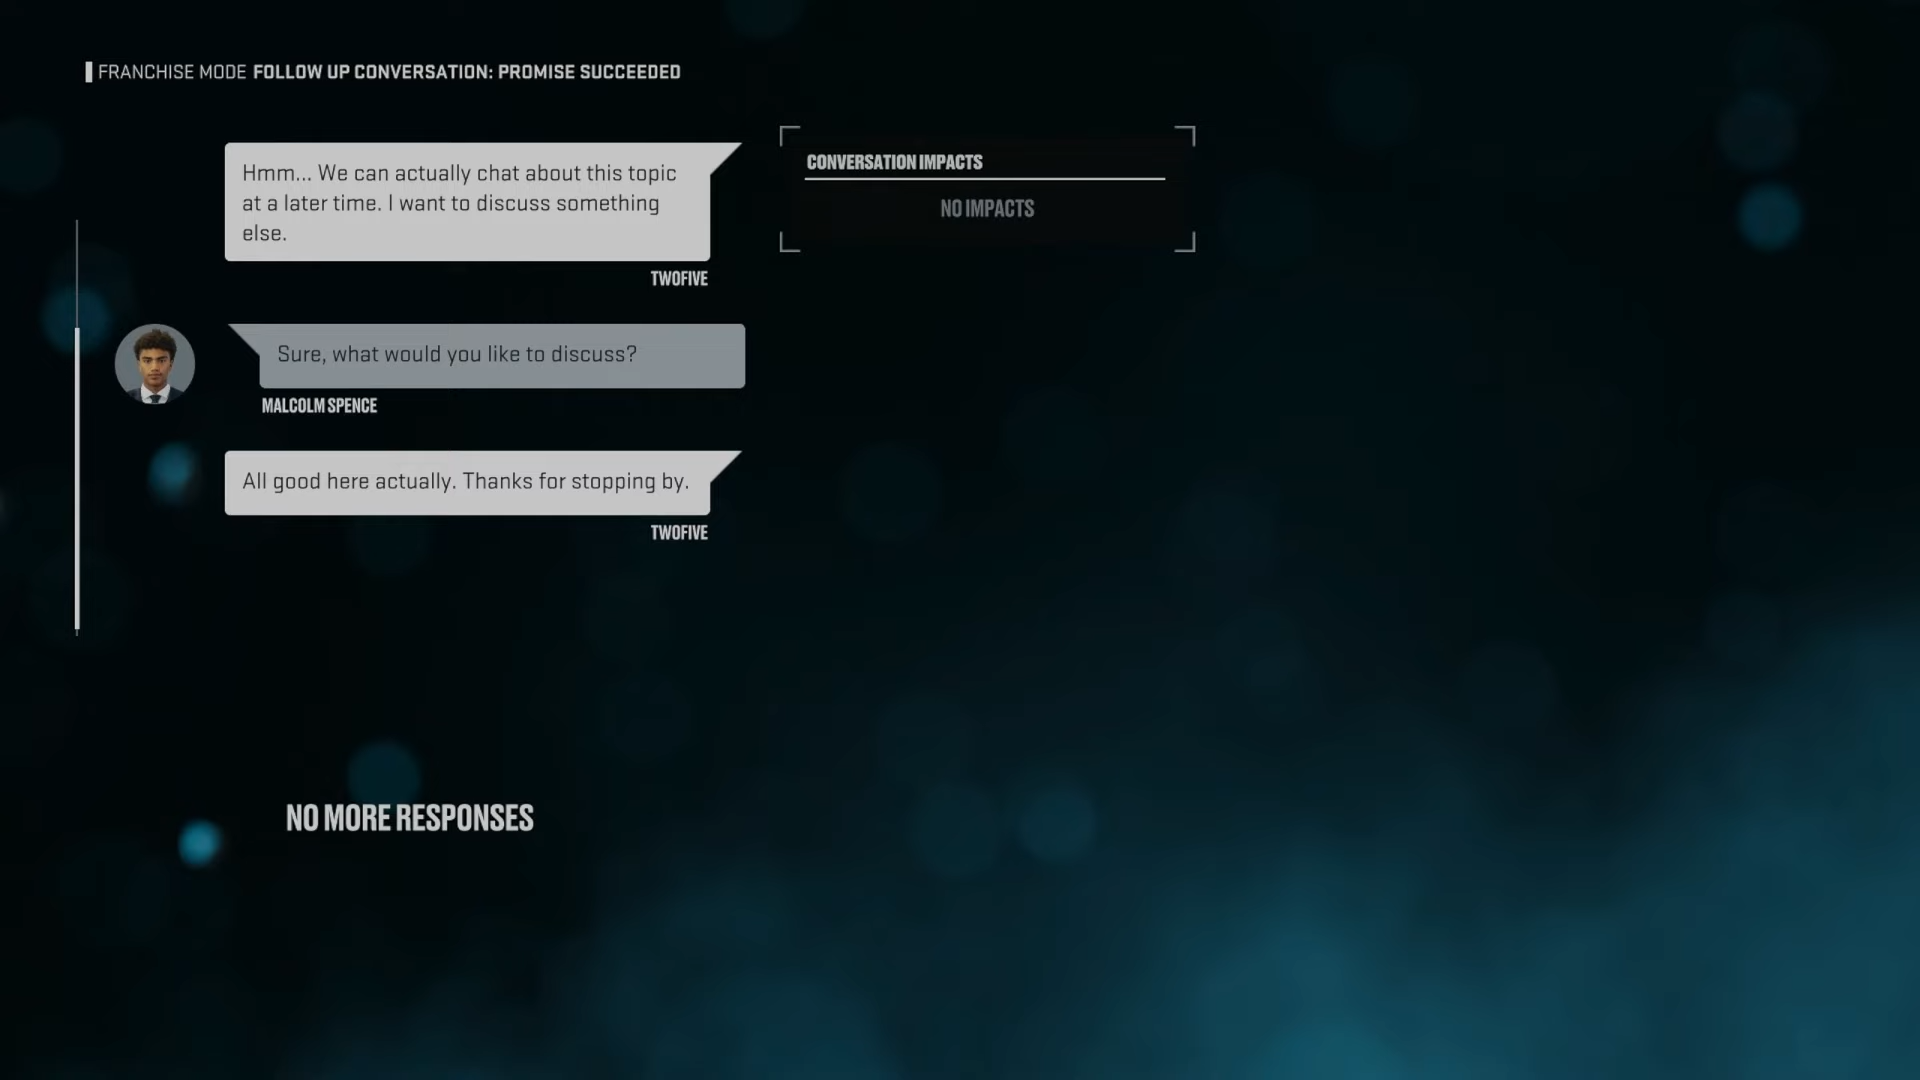 FRANCHISE MODE FOLLOW UP CONVERSATION: PROMISE SUCCEEDED
Hmm... We can actually chat about this topic
at a later time. I want to discuss something
else.
TWOFIVE
Sure, what would you like to discuss?
MALCOLM SPENCE
All good here actually. Thanks for stopping by.
TWOFIVE
NO MORE RESPONSES
CONVERSATION IMPACTS
NO IMPACTS